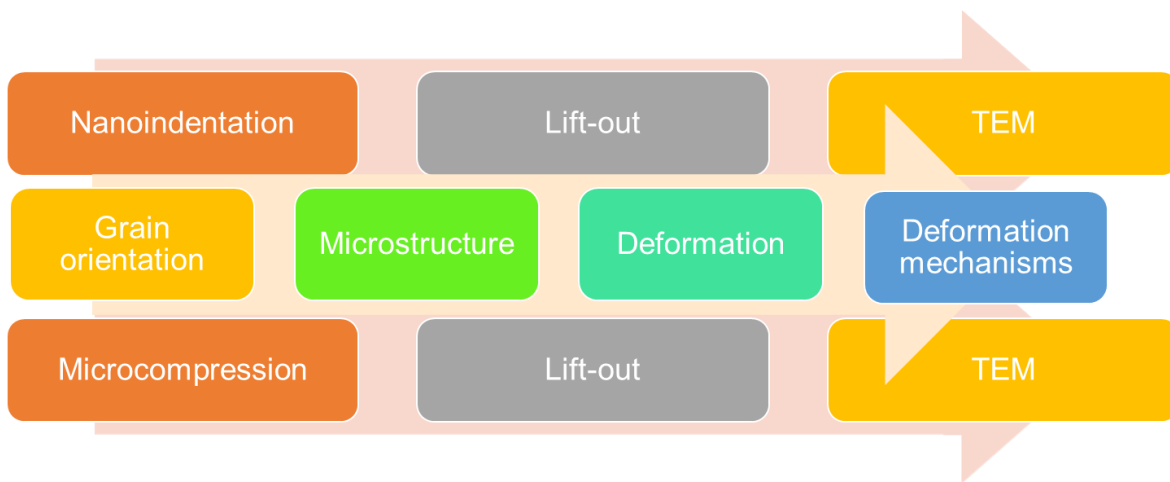 Nanoindentation
Lift-out
TEM
Grain
orientation
Microstructure
Deformation
Deformation
mechanisms
Microcompression
Lift-out
TEM